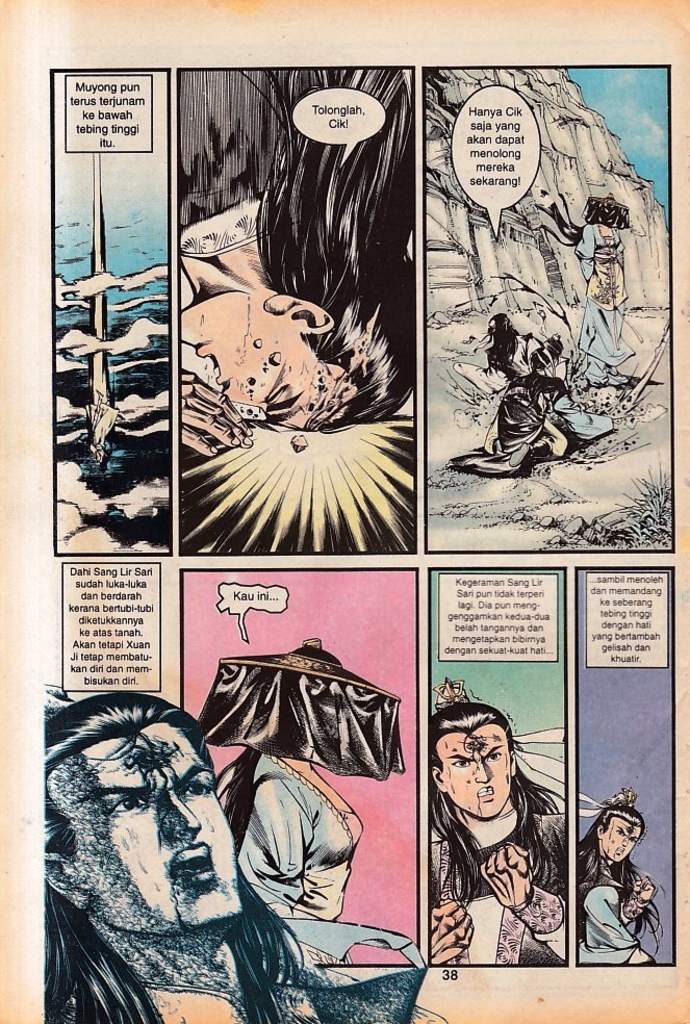 Muyong pun
terus terjunam
ke bawah
tebing tinggi
itu.
Tolonglah,
Cik!
Hanya Cik
saja yang
akan dapat
menolong
mereka
sekarang!
Dahi Sang Lir Sari
sudah luka-luka
dan berdarah
kerana bertubi-tubi
diketukkannya
ke atas tanah.
Akan tetapi Xuan
Ji tetap membatu-
kan diri dan mem-
bisukan diri.
Kau ini...
Kegeraman Sang Lir
Sari pun tidak terperi
lagi. Dia pun meng-
genggamkan kedua-dua
belah tangannya dan
mengetapkan bibirnya
dengan sekuat-kuat hati...
...sambil menoleh
dan memandang
ke seberang
tebing tinggi
dengan hati
yang bertambah
gelisah dan
khuatir.
38